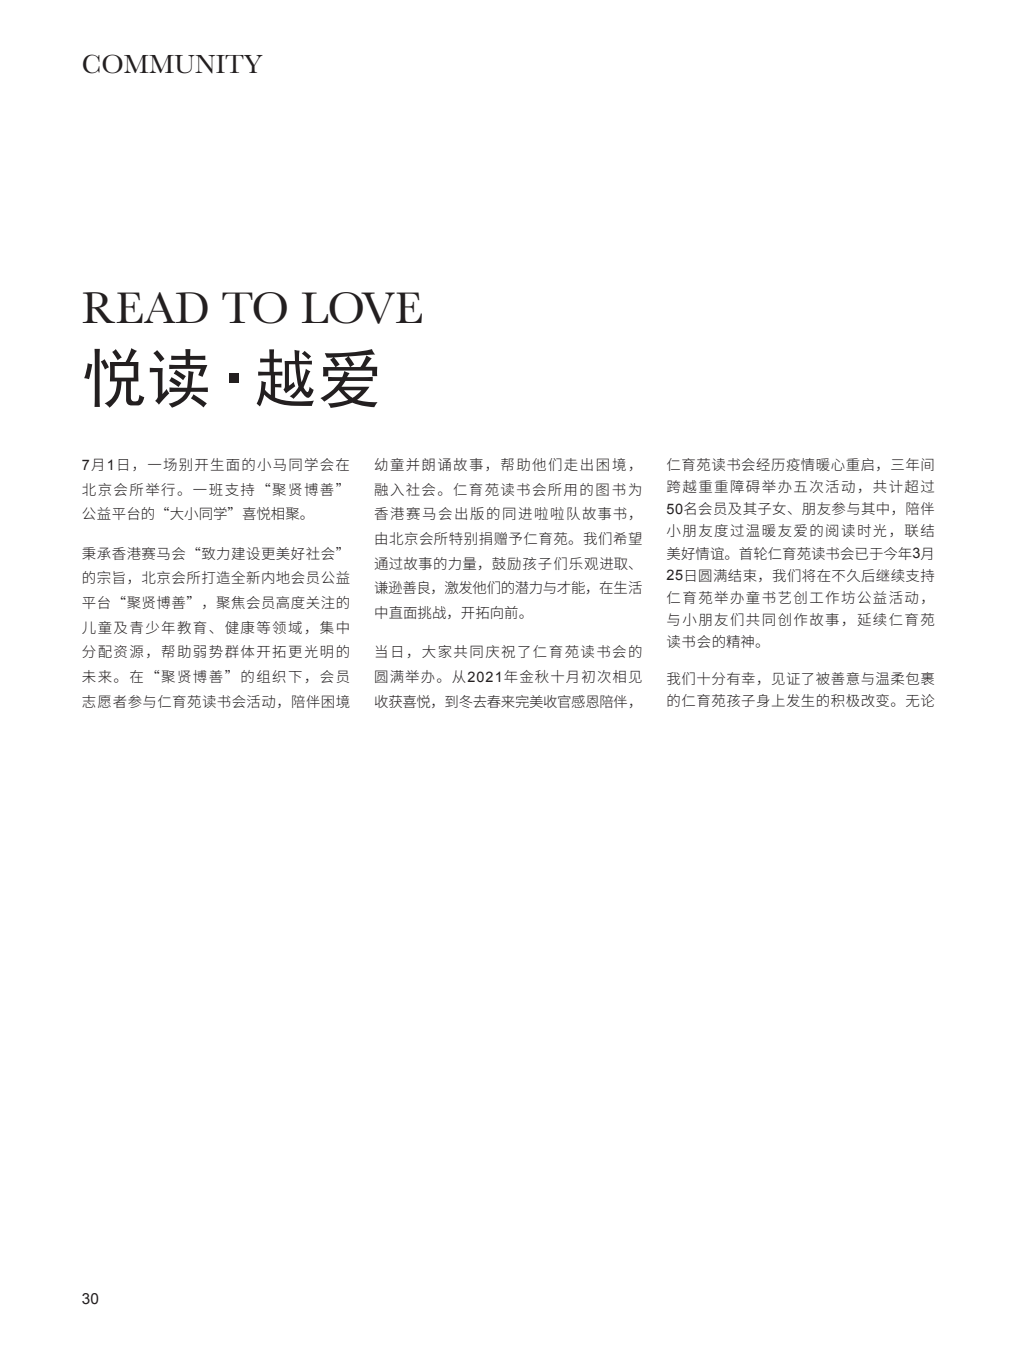 COMMUNITY
READ TO LOVE
悦读·越爱
7月1日，一场别开生面的小马同学会在
北京会所举行。一班支持“聚贤博善”
公益平台的“大小同学”喜悦相聚。
秉承香港赛马会“致力建设更美好社会”
的宗旨，北京会所打造全新内地会员公益
平台“聚贤博善”，聚焦会员高度关注的
儿童及青少年教育、健康等领域，集中
分配资源，帮助弱势群体开拓更光明的
未来。在“聚贤博善”的组织下，会员
志愿者参与仁育苑读书会活动，陪伴困境
幼童并朗诵故事，帮助他们走出困境，
融入社会。仁育苑读书会所用的图书为
香港赛马会出版的同进啦啦队故事书，
由北京会所特别捐赠予仁育苑。我们希望
通过故事的力量，鼓励孩子们乐观进取、
谦逊善良，激发他们的潜力与才能，在生活
中直面挑战，开拓向前。
当日，大家共同庆祝了仁育苑读书会的
圆满举办。从2021年金秋十月初次相见
收获喜悦，到冬去春来完美收官感恩陪伴，
仁育苑读书会经历疫情暖心重启，三年间
跨越重重障碍举办五次活动，共计超过
50名会员及其子女、朋友参与其中，陪伴
小朋友度过温暖友爱的阅读时光，联结
美好情谊。首轮仁育苑读书会已于今年3月
25日圆满结束，我们将在不久后继续支持
仁育苑举办童书艺创工作坊公益活动，
与小朋友们共同创作故事，延续仁育苑
读书会的精神。
我们十分有幸，见证了被善意与温柔包裹
的仁育苑孩子身上发生的积极改变。无论
30